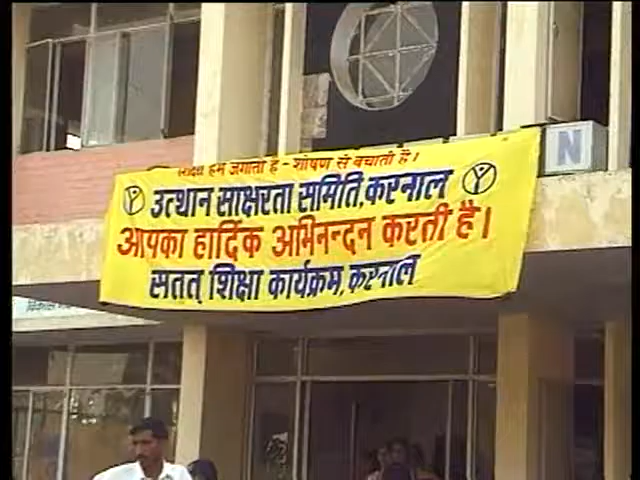 हम जगाती है - शोषण से बचाती है।
उत्थान साक्षरता समिति, करनाल
आपका हार्दिक अभिनन्दन करती है।
सतत् शिक्षा कार्यक्रम, करनाल
N